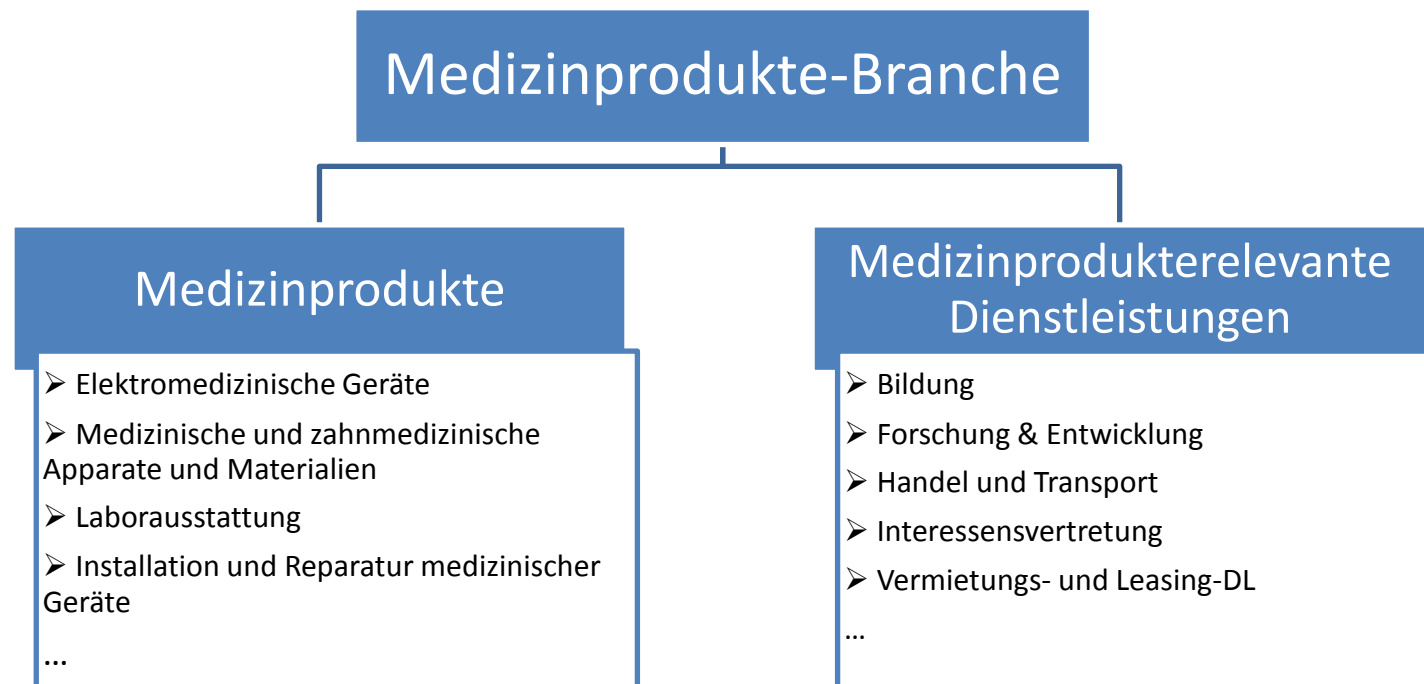 Medizinprodukte-Branche
Medizinprodukte
➢ Elektromedizinische Geräte
➢ Medizinische und zahnmedizinische
Apparate und Materialien
➢ Laborausstattung
➢ Installation und Reparatur medizinischer
Geräte
...
Medizinprodukterelevante
Dienstleistungen
➢ Bildung
➢ Forschung & Entwicklung
➢ Handel und Transport
➢ Interessensvertretung
➢ Vermietungs- und Leasing-DL
...